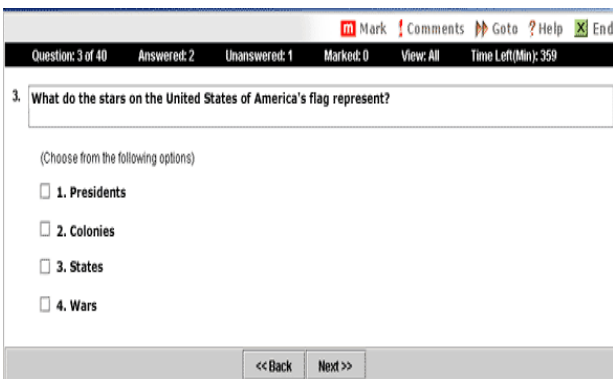 m Mark ! Comments Goto ? Help X End
Question: 3 of 40 Answered: 2 Unanswered: 1 Marked: 0 View: All Time Left(Min): 359
3. What do the stars on the United States of America's flag represent?
(Choose from the following options)
1. Presidents
2. Colonies
3. States
4. Wars
<< Back Next >>